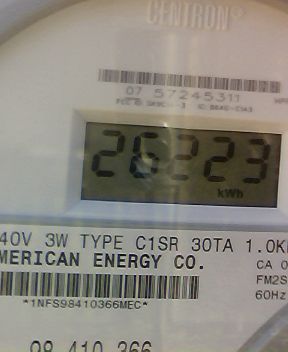 CENTRON®
07 57245311
26223
kWh
40V 3W TYPE C1SR 30TA 1.0K
MERICAN ENERGY CO.
CA 0
FM2S
60Hz
*1NFS98410366MEC*
98 410 366